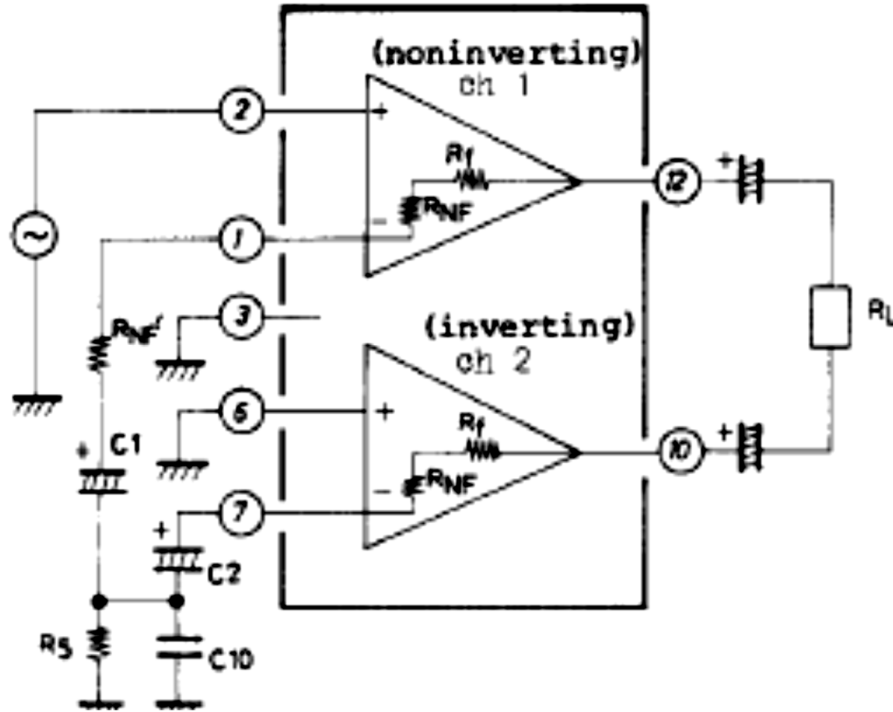 (noninverting)
ch 1
2
+
Rf
RNF
12
+
-
1
3
RNF'
(inverting)
ch 2
RL
6
+
Rf
RNF
10
+
+
C1
-
7
+
C2
R5
C10